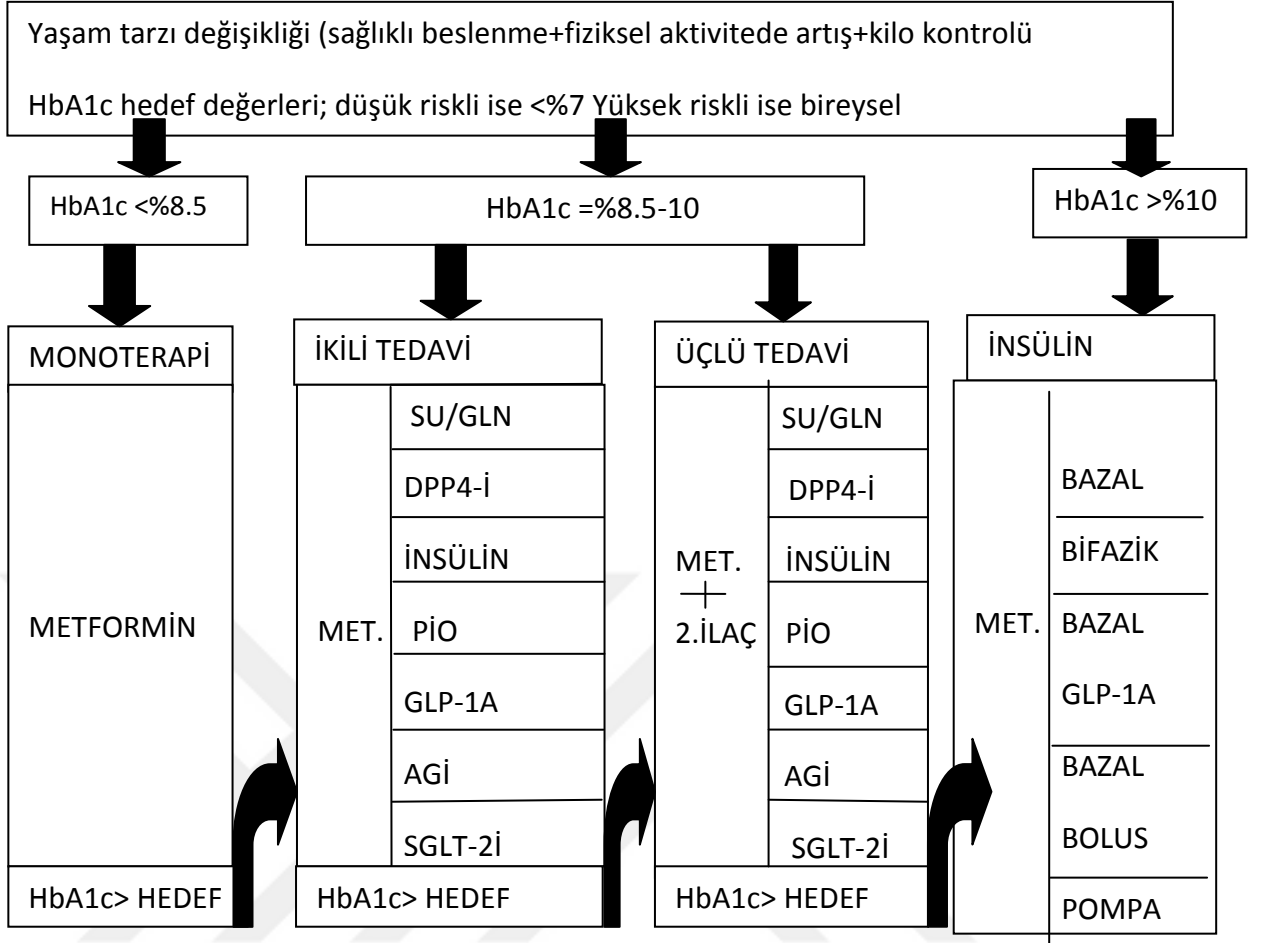 Yaşam tarzı değişikliği (sağlıklı beslenme+fiziksel aktivitede artış+kilo kontrolü
HbA1c hedef değerleri; düşük riskli ise <%7 Yüksek riskli ise bireysel
HbA1c <%8.5
HbA1c =%8.5-10
HbA1c >%10
MONOTERAPİ
METFORMİN
HbA1c> HEDEF
İKİLİ TEDAVİ
MET.
SU/GLN
DPP4-İ
İNSÜLİN
PİO
GLP-1A
AGİ
SGLT-2İ
HbA1c> HEDEF
ÜÇLÜ TEDAVİ
MET.
+
2.İLAÇ
SU/GLN
DPP4-İ
İNSÜLİN
PİO
GLP-1A
AGİ
SGLT-2İ
HbA1c> HEDEF
İNSÜLİN
MET.
BAZAL
BİFAZİK
BAZAL
GLP-1A
BAZAL
BOLUS
POMPA